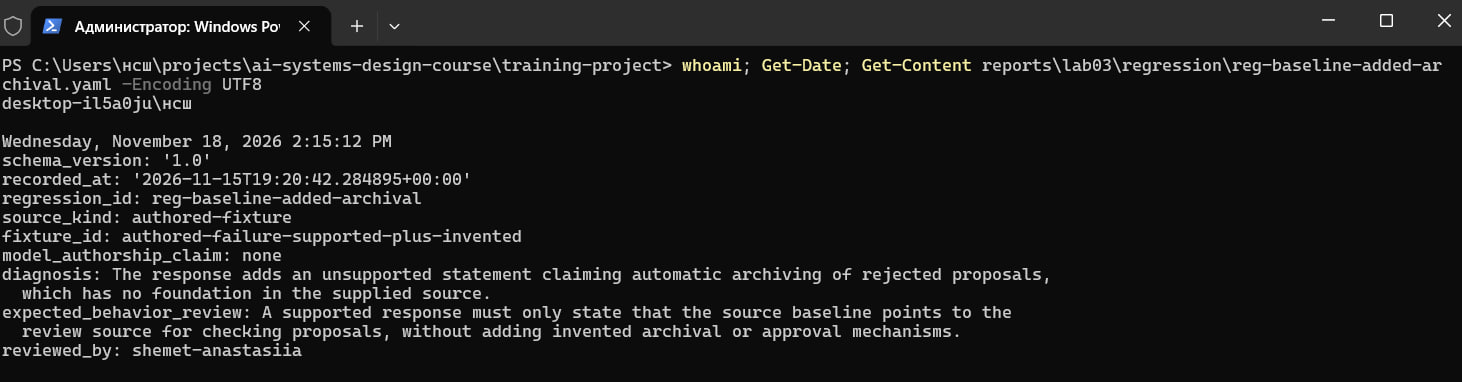 Администратор: Windows Pov
PS C:\Users\нсш\projects\ai-systems-design-course\training-project> whoami; Get-Date; Get-Content reports\lab03\regression\reg-baseline-added-ar
chival.yaml -Encoding UTF8
desktop-il5a0ju\нсш
Wednesday, November 18, 2026 2:15:12 PM
schema_version: '1.0'
recorded_at: '2026-11-15T19:20:42.284895+00:00'
regression_id: reg-baseline-added-archival
source_kind: authored-fixture
fixture_id: authored-failure-supported-plus-invented
model_authorship_claim: none
diagnosis: The response adds an unsupported statement claiming automatic archiving of rejected proposals,
which has no foundation in the supplied source.
expected_behavior_review: A supported response must only state that the source baseline points to the
review source for checking proposals, without adding invented archival or approval mechanisms.
reviewed_by: shemet-anastasiia